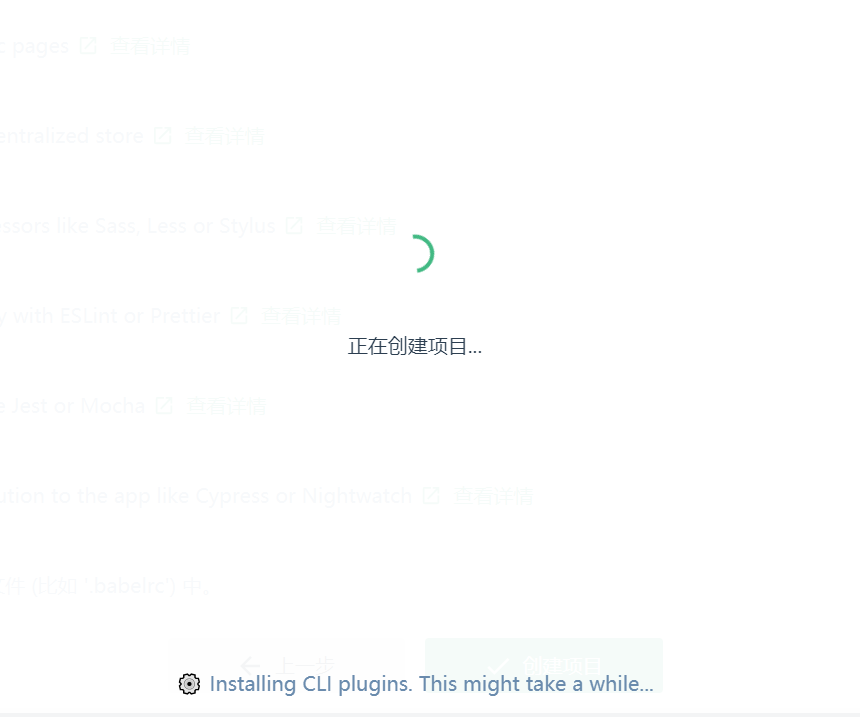 c pages 查看详情
entralized store 查看详情
ssors like Sass, Less or Stylus 查看详情
y with ESLint or Prettier 查看详情
正在创建项目...
e Jest or Mocha 查看详情
ution to the app like Cypress or Nightwatch 查看详情
文件 (比如 `.babelrc`) 中。
上一步 创建项目
Installing CLI plugins. This might take a while...